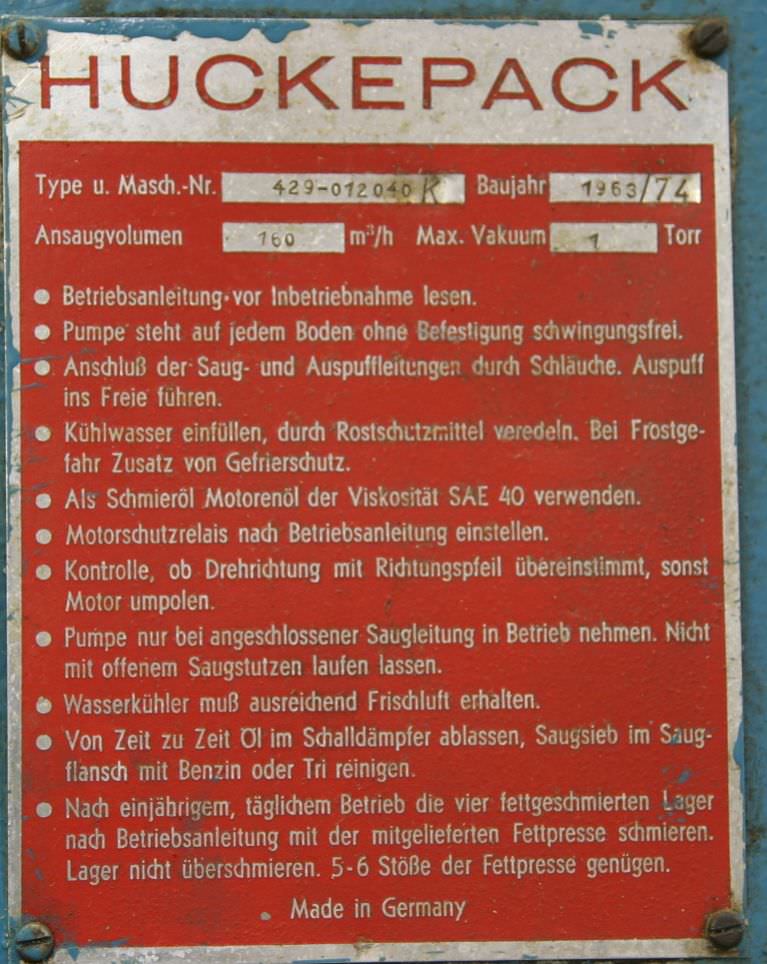 HUCKEPACK
Type u. Masch.-Nr. 429-012040 K Baujahr 1963/74
Ansaugvolumen 160 m³/h Max. Vakuum 1 Torr
• Betriebsanleitung vor Inbetriebnahme lesen.
• Pumpe steht auf jedem Boden ohne Befestigung schwingungsfrei.
• Anschluß der Saug- und Auspuffleitungen durch Schläuche. Auspuff
ins Freie führen.
• Kühlwasser einfüllen, durch Rostschutzmittel veredeln. Bei Frostge-
fahr Zusatz von Gefrierschutz.
• Als Schmieröl Motorenöl der Viskosität SAE 40 verwenden.
• Motorschutzrelais nach Betriebsanleitung einstellen.
• Kontrolle, ob Drehrichtung mit Richtungspfeil übereinstimmt, sonst
Motor umpolen.
• Pumpe nur bei angeschlossener Saugleitung in Betrieb nehmen. Nicht
mit offenem Saugstutzen laufen lassen.
• Wasserkühler muß ausreichend Frischluft erhalten.
• Von Zeit zu Zeit Öl im Schalldämpfer ablassen, Saugsieb im Saug-
flansch mit Benzin oder Tri reinigen.
• Nach einjährigem, täglichem Betrieb die vier fettgeschmierten Lager
nach Betriebsanleitung mit der mitgelieferten Fettpresse schmieren.
Lager nicht überschmieren. 5-6 Stöße der Fettpresse genügen.
Made in Germany